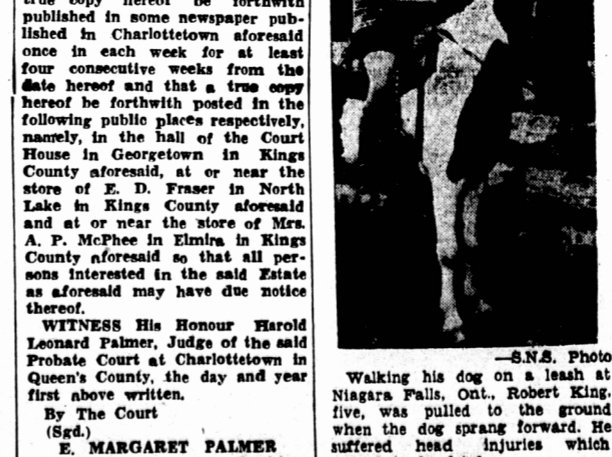 true copy hereof be forthwith
published in some newspaper pub-
lished in Charlottetown aforesaid
once in each week for at least
four consecutive weeks from the
date hereof and that a true copy
hereof be forthwith posted in the
following public places respectively,
namely, in the hall of the Court
House in Georgetown in Kings
County aforesaid, at or near the
store of E. D. Fraser in North
Lake in Kings County aforesaid
and at or near the store of Mrs.
A. P. McPhee in Elmira in Kings
County aforesaid so that all per-
sons interested in the said Estate
as aforesaid may have due notice
thereof.
WITNESS His Honour Harold
Leonard Palmer, Judge of the said
Probate Court at Charlottetown in
Queen's County, the day and year
first above written.
By The Court
(Sgd.)
E. MARGARET PALMER
—S.N.S. Photo
Walking his dog on a leash at
Niagara Falls, Ont., Robert King,
five, was pulled to the ground
when the dog sprang forward. He
suffered head injuries which